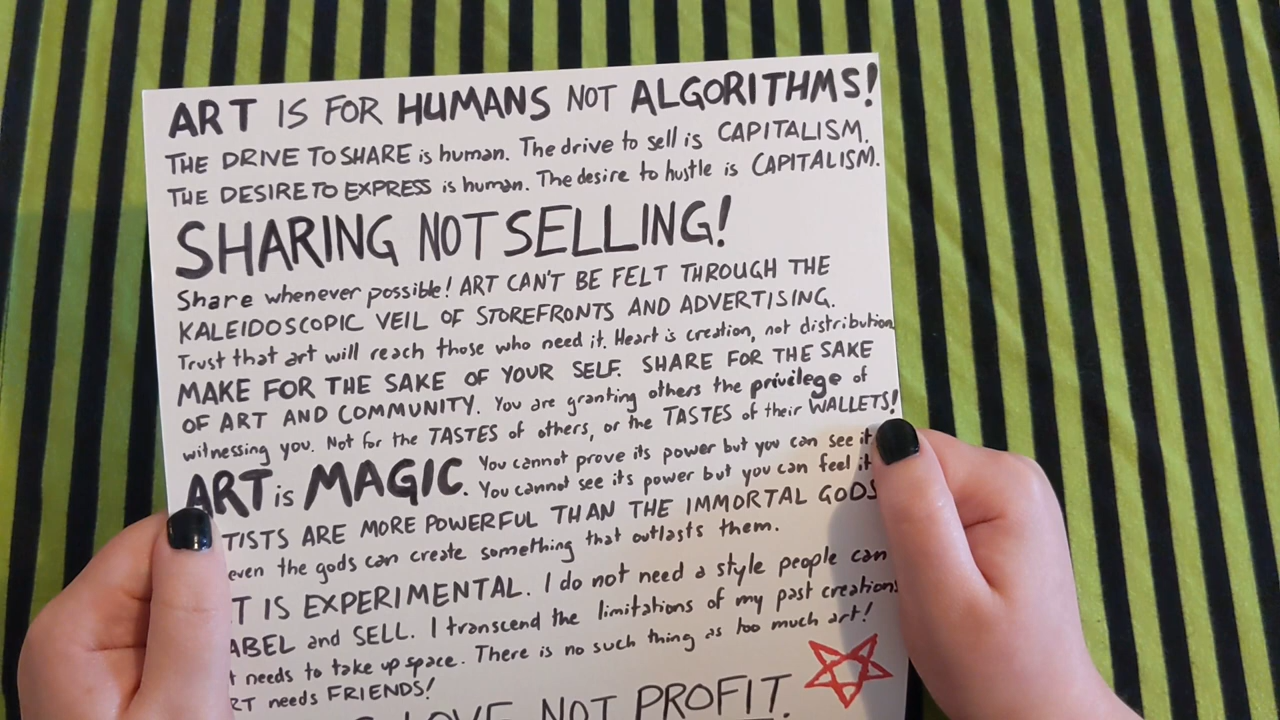 ART IS FOR HUMANS NOT ALGORITHMS!
THE DRIVE TO SHARE is human. The drive to sell is CAPITALISM.
THE DESIRE TO EXPRESS is human. The desire to hustle is CAPITALISM.
SHARING NOT SELLING!
Share whenever possible! ART CAN'T BE FELT THROUGH THE
KALEIDOSCOPIC VEIL OF STOREFRONTS AND ADVERTISING.
Trust that art will reach those who need it. Heart is creation, not distribution
MAKE FOR THE SAKE OF YOUR SELF. SHARE FOR THE SAKE
OF ART AND COMMUNITY. You are granting others the privilege of
witnessing you. Not for the TASTES of others, or the TASTES of their WALLETS!
ART is MAGIC. You cannot prove its power but you can see it
You cannot see its power but you can feel it
TISTS ARE MORE POWERFUL THAN THE IMMORTAL GODS
even the gods can create something that outlasts them.
T IS EXPERIMENTAL. I do not need a style people can
ABEL and SELL. I transcend the limitations of my past creations
t needs to take up space. There is no such thing as too much art!
RT needs FRIENDS!
LOVE NOT PROFIT.